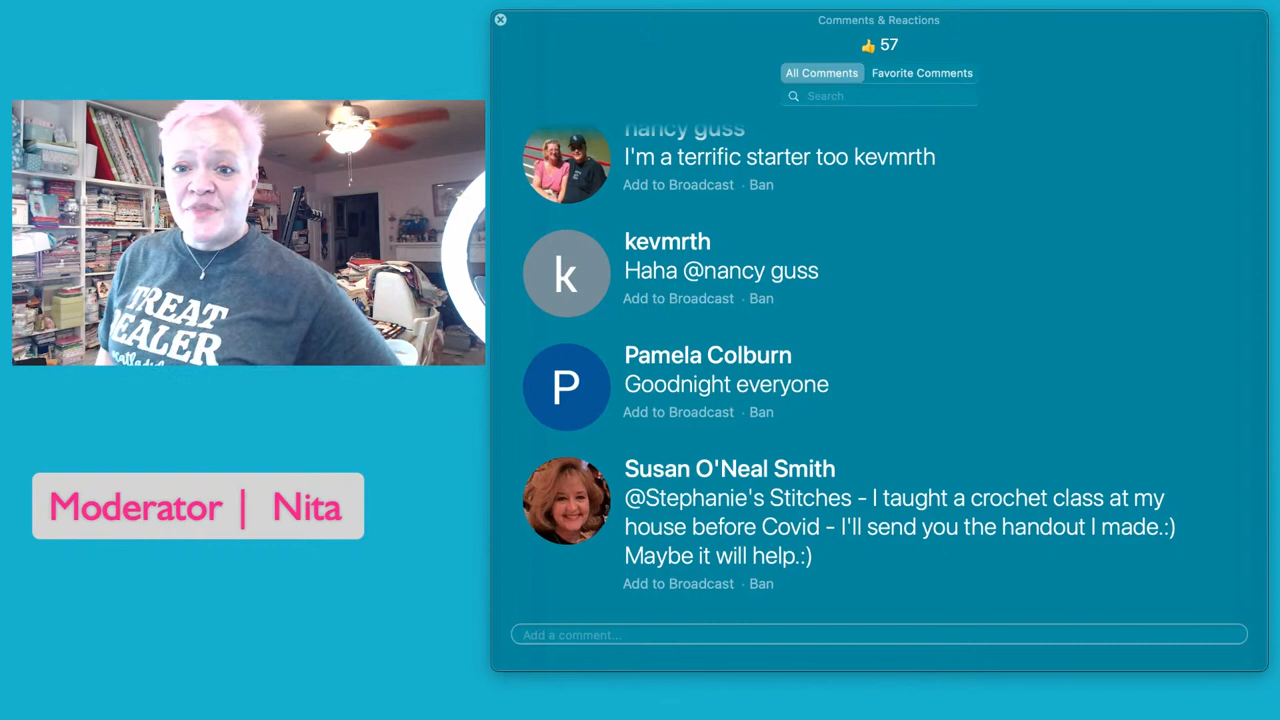 Comments & Reactions
👍 57
All Comments Favorite Comments
Search
nancy guss
I'm a terrific starter too kevmrth
Add to Broadcast · Ban
k
kevmrth
Haha @nancy guss
Add to Broadcast · Ban
P
Pamela Colburn
Goodnight everyone
Add to Broadcast · Ban
Susan O'Neal Smith
@Stephanie's Stitches - I taught a crochet class at my
house before Covid - I'll send you the handout I made.:)
Maybe it will help.:)
Add to Broadcast · Ban
Add a comment...
TREAT
DEALER
Moderator | Nita